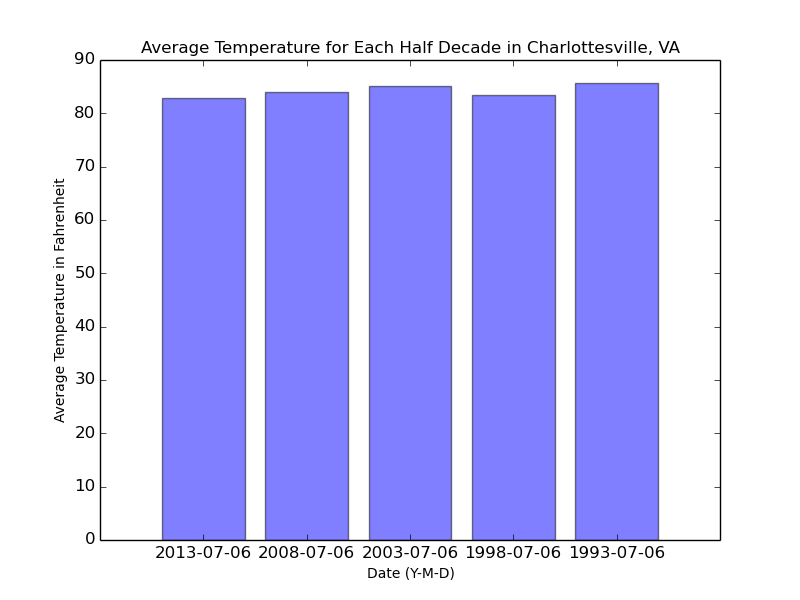 Average Temperature for Each Half Decade in Charlottesville, VA
90
80
70
60
50
40
30
20
10
0
Average Temperature in Fahrenheit
2013-07-06 2008-07-06 2003-07-06 1998-07-06 1993-07-06
Date (Y-M-D)